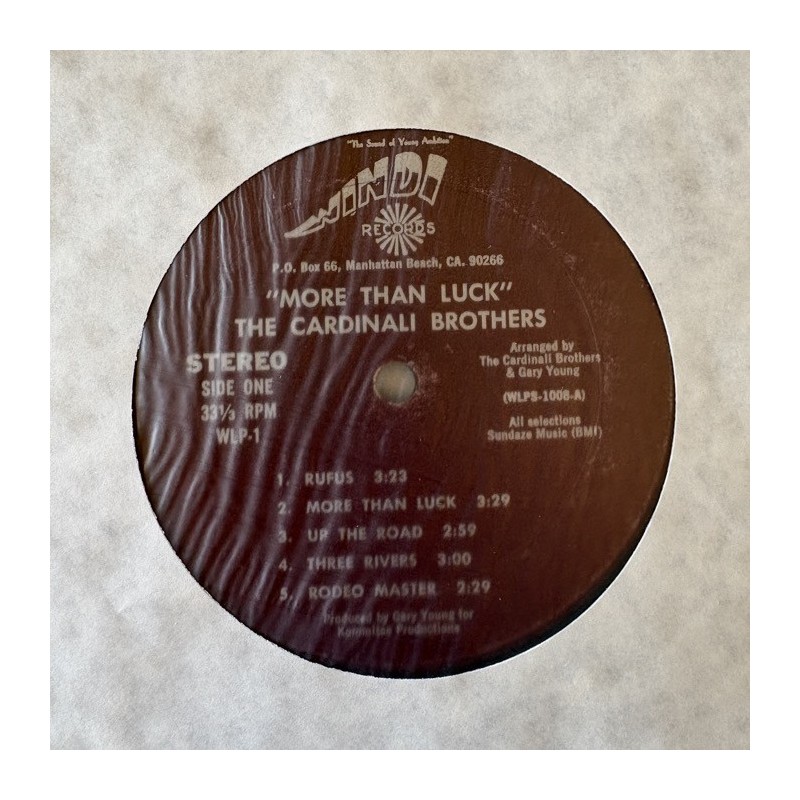 "The Sound of Young Ambition"
WINDI
RECORDS
P.O. Box 66, Manhattan Beach, CA. 90266
"MORE THAN LUCK"
THE CARDINALI BROTHERS
STEREO
SIDE ONE
33⅓ RPM
WLP-1
Arranged by
The Cardinali Brothers
& Gary Young
(WLPS-1008-A)
All selections
Sundaze Music (BMI)
1. RUFUS 3:23
2. MORE THAN LUCK 3:29
3. UP THE ROAD 2:59
4. THREE RIVERS 3:00
5. RODEO MASTER 2:29
Produced by Gary Young for
Productions